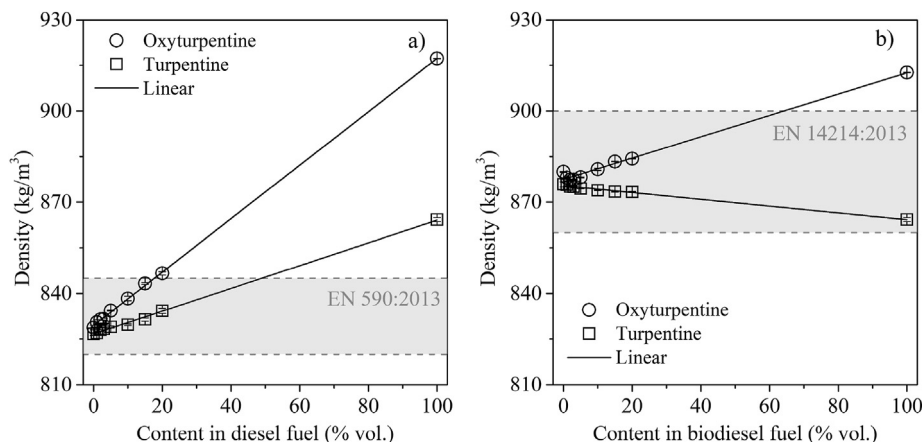 930
900
870
840
810
Density (kg/m³)
Oxyturpentine
Turpentine
Linear
a)
EN 590:2013
0 20 40 60 80 100
Content in diesel fuel (% vol.)
930
900
870
840
810
Density (kg/m³)
b)
EN 14214:2013
Oxyturpentine
Turpentine
Linear
0 20 40 60 80 100
Content in biodiesel fuel (% vol.)